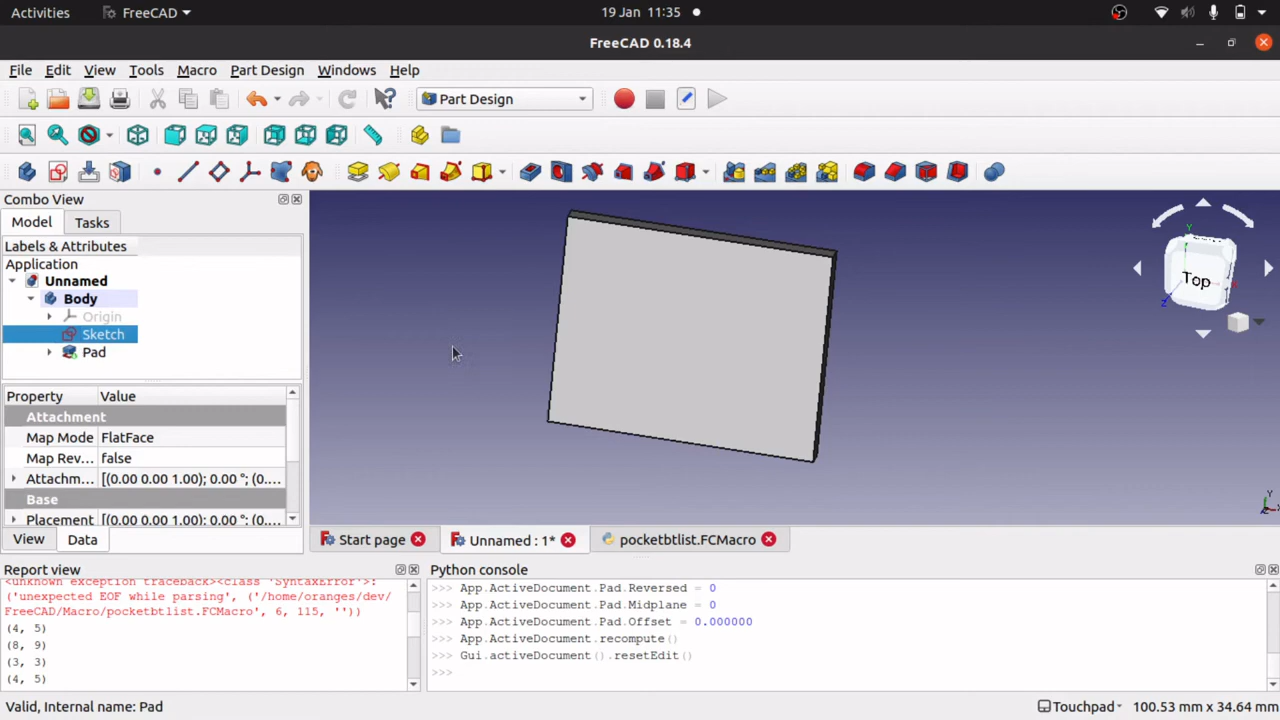 Activities FreeCAD 19 Jan 11:35
FreeCAD 0.18.4
File Edit View Tools Macro Part Design Windows Help
Part Design
Combo View
Model Tasks
Labels & Attributes
Application
Unnamed
Body
Origin
Sketch
Pad
Property Value
Attachment
Map Mode FlatFace
Map Rev... false
Attachm... [(0.00 0.00 1.00); 0.00 °; (0....
Base
Placement [(0.00 0.00 1.00); 0.00 °; (0....
View Data
Top
Y
Z
Y
Start page Unnamed : 1* pocketbtlist.FCMacro
Report view
<unknown exception traceback><class 'SyntaxError'>:
('unexpected EOF while parsing', ('/home/oranges/dev/
FreeCAD/Macro/pocketbtlist.FCMacro', 6, 115, ''))
(4, 5)
(8, 9)
(3, 3)
(4, 5)
Python console
>>> App.ActiveDocument.Pad.Reversed = 0
>>> App.ActiveDocument.Pad.Midplane = 0
>>> App.ActiveDocument.Pad.Offset = 0.000000
>>> App.ActiveDocument.recompute()
>>> Gui.activeDocument().resetEdit()
>>>
Valid, Internal name: Pad Touchpad 100.53 mm x 34.64 mm